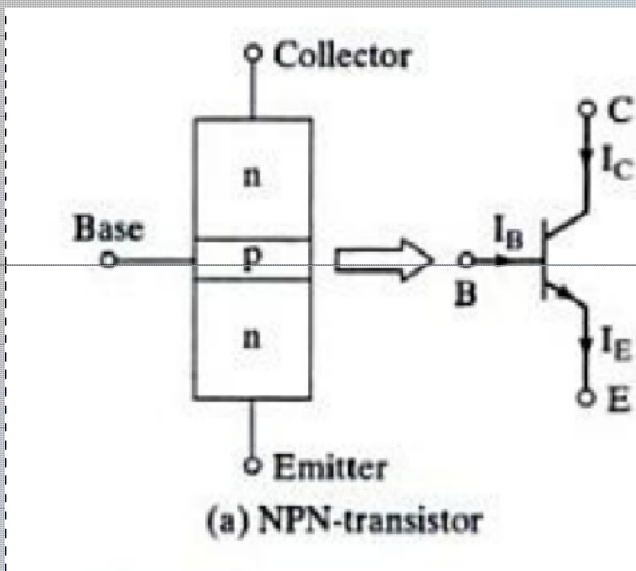 Collector
n
Base
p
n
Emitter
C
I_C
I_B
B
I_E
E
(a) NPN-transistor